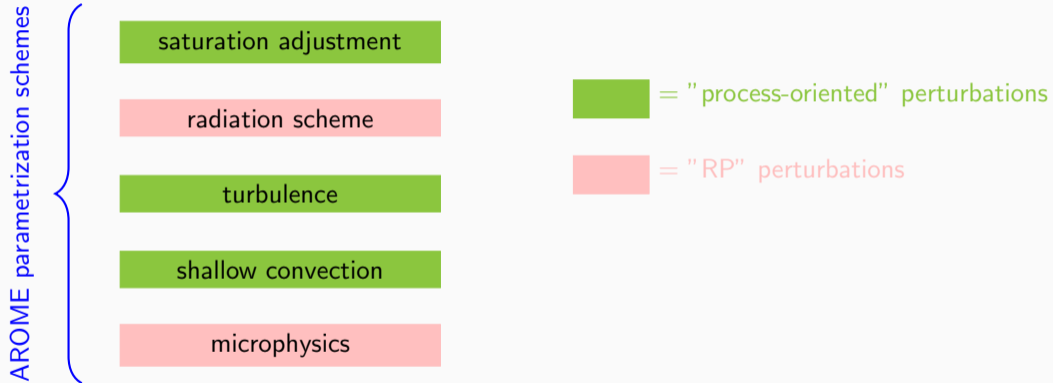 AROME parametrization schemes
saturation adjustment
radiation scheme
turbulence
shallow convection
microphysics
= "process-oriented" perturbations
= "RP" perturbations